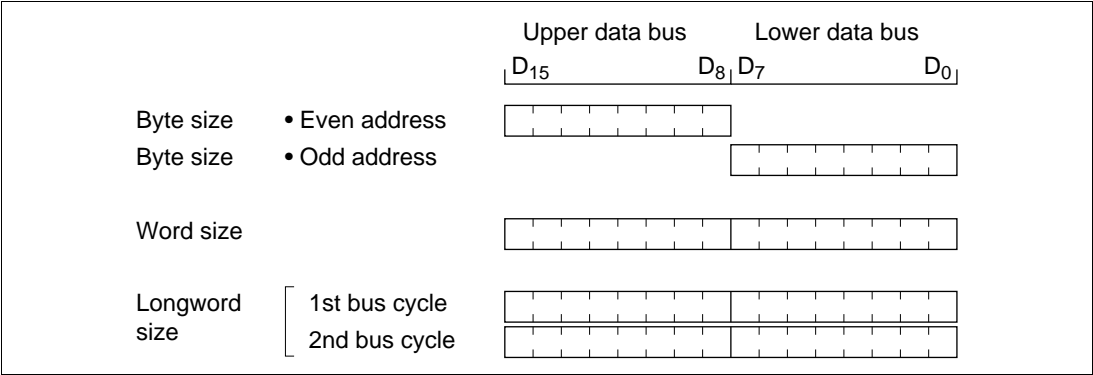 Upper data bus Lower data bus
D15 D8 D7 D0
Byte size • Even address
Byte size • Odd address
Word size
Longword size 1st bus cycle
2nd bus cycle